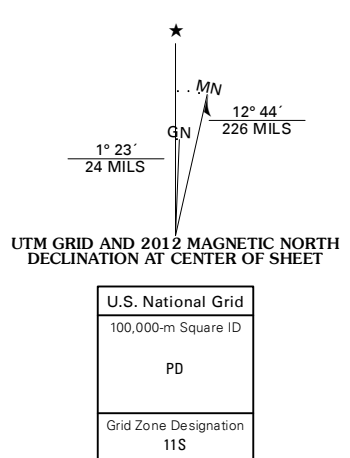 ★
MN
12° 44´
226 MILS
GN
1° 23´
24 MILS
UTM GRID AND 2012 MAGNETIC NORTH
DECLINATION AT CENTER OF SHEET
U.S. National Grid
100,000-m Square ID
PD
Grid Zone Designation
11S